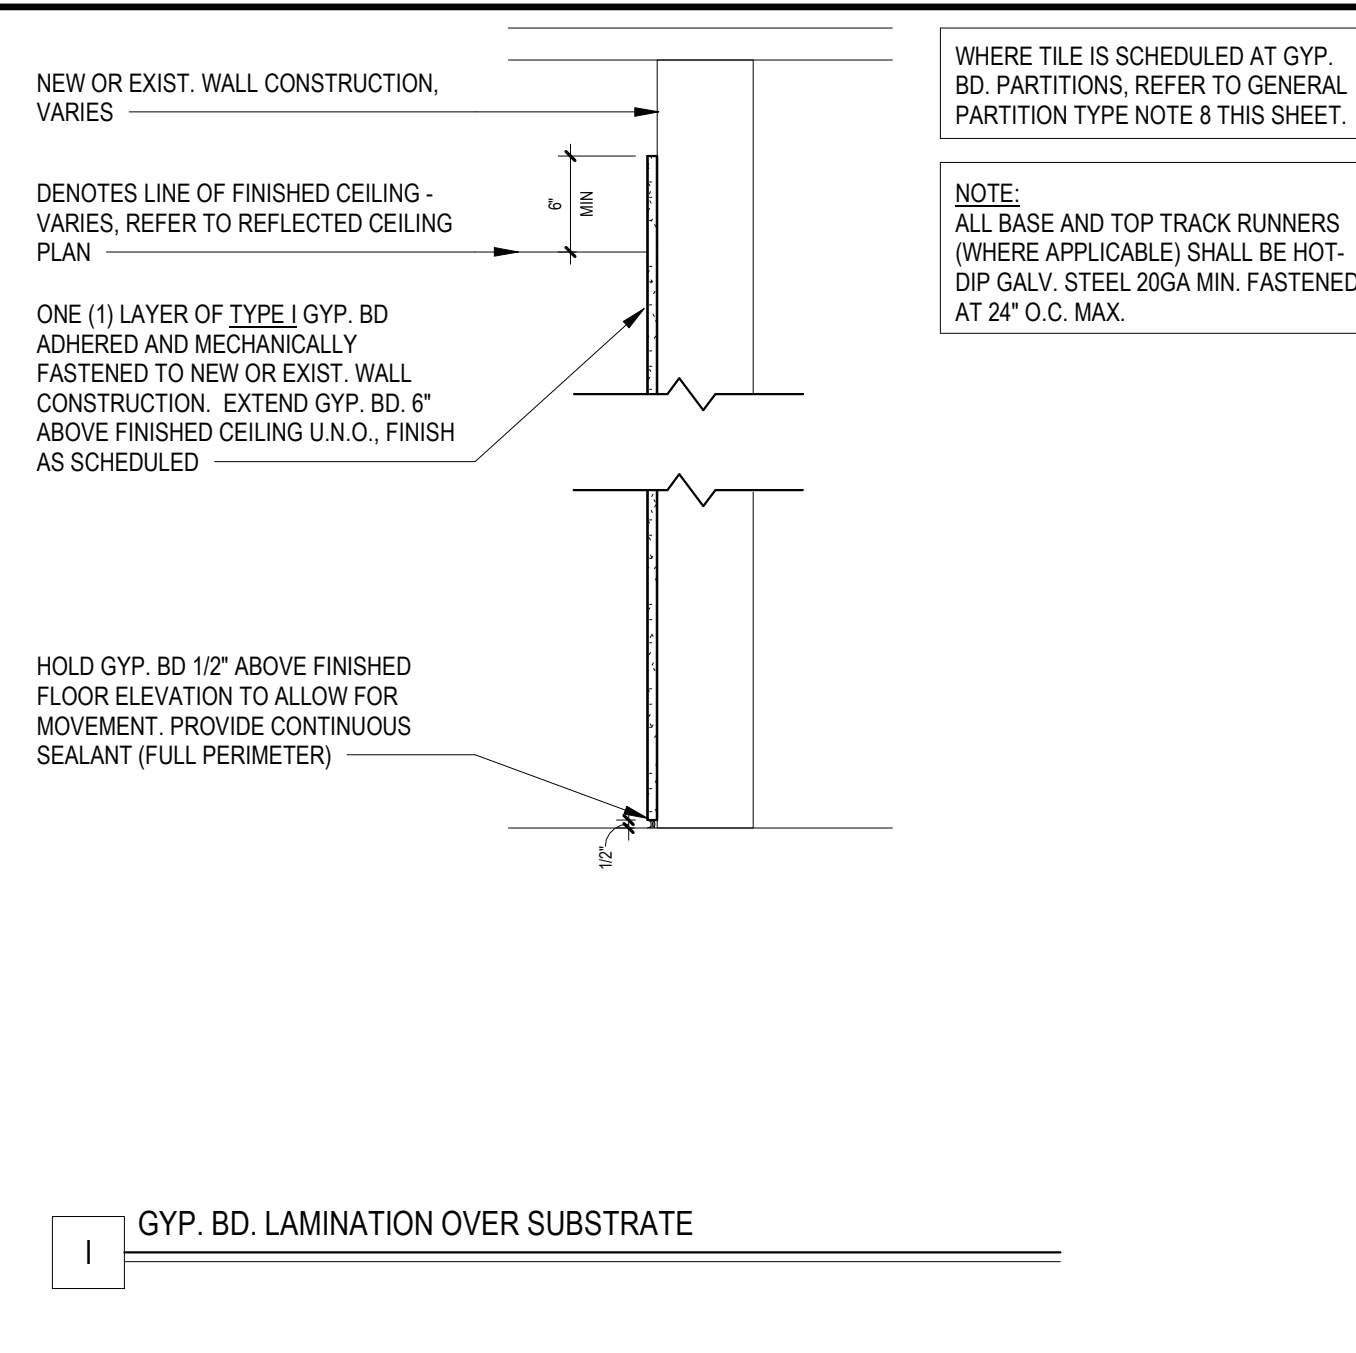 NEW OR EXIST. WALL CONSTRUCTION,
VARIES
DENOTES LINE OF FINISHED CEILING -
VARIES, REFER TO REFLECTED CEILING
PLAN
ONE (1) LAYER OF TYPE I GYP. BD
ADHERED AND MECHANICALLY
FASTENED TO NEW OR EXIST. WALL
CONSTRUCTION. EXTEND GYP. BD. 6"
ABOVE FINISHED CEILING U.N.O., FINISH
AS SCHEDULED
HOLD GYP. BD 1/2" ABOVE FINISHED
FLOOR ELEVATION TO ALLOW FOR
MOVEMENT. PROVIDE CONTINUOUS
SEALANT (FULL PERIMETER)
6"
MIN
1/2"
WHERE TILE IS SCHEDULED AT GYP.
BD. PARTITIONS, REFER TO GENERAL
PARTITION TYPE NOTE 8 THIS SHEET.
NOTE:
ALL BASE AND TOP TRACK RUNNERS
(WHERE APPLICABLE) SHALL BE HOT-
DIP GALV. STEEL 20GA MIN. FASTENED
AT 24" O.C. MAX.
I
GYP. BD. LAMINATION OVER SUBSTRATE